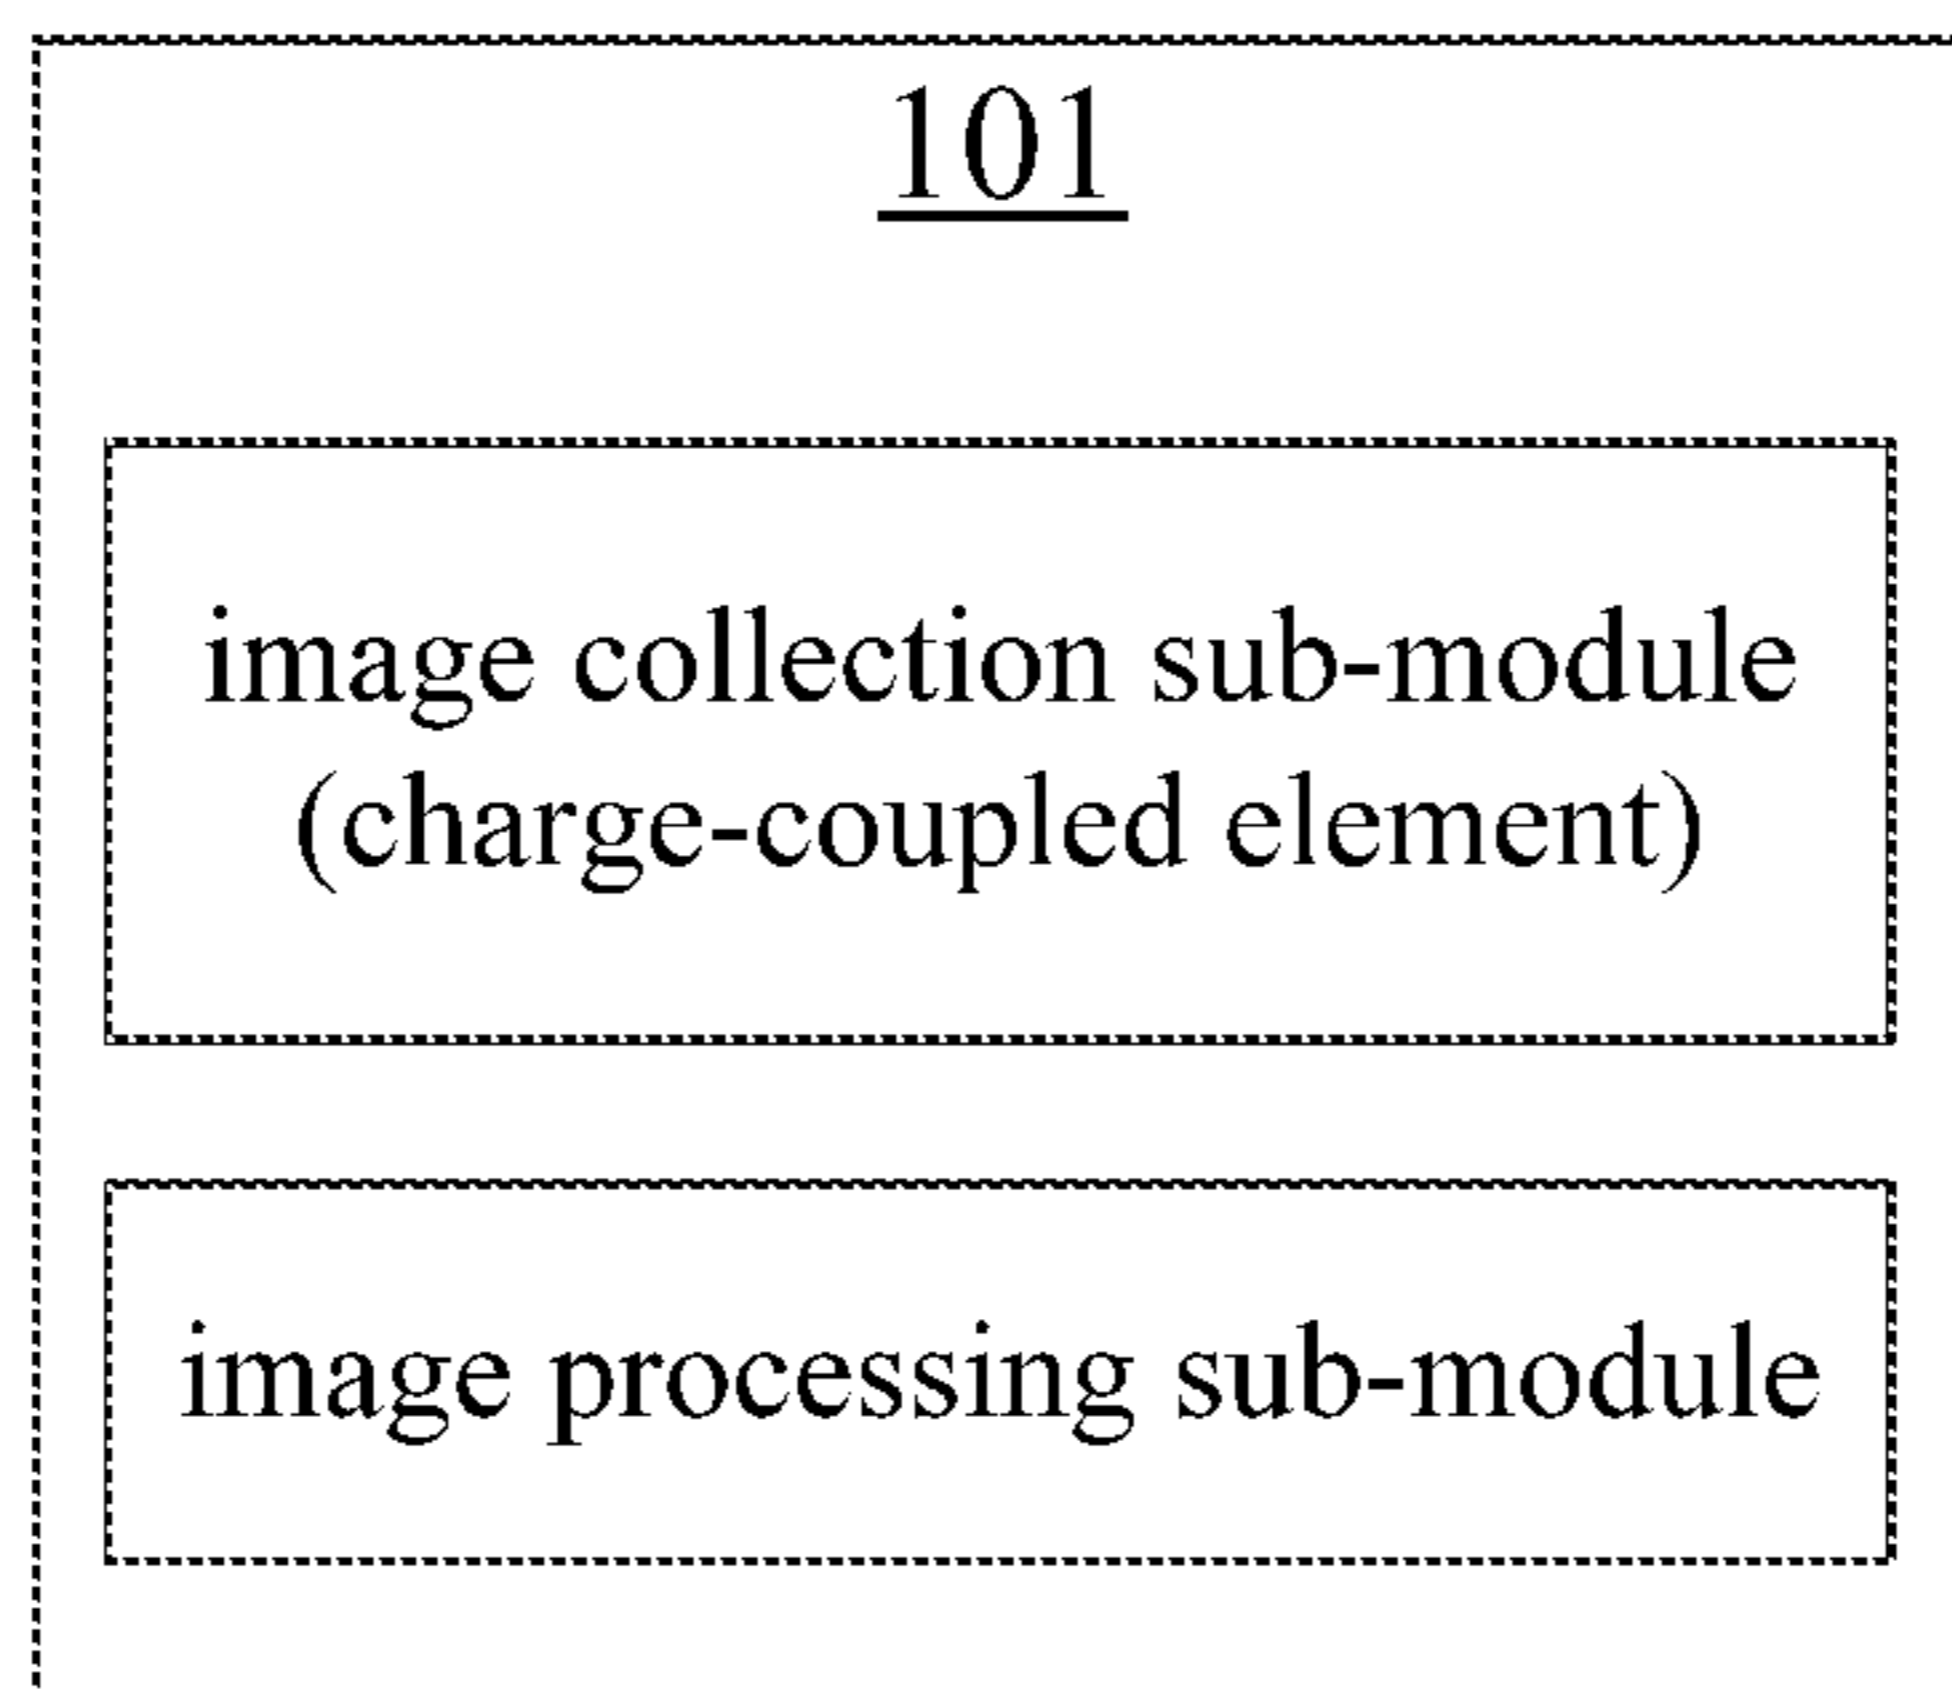 101
image collection sub-module
(charge-coupled element)
image processing sub-module